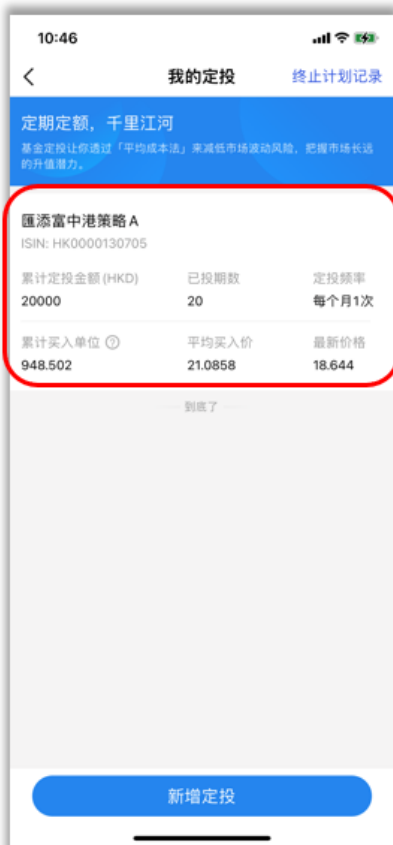 10:46
我的定投
终止计划记录
定期定额，千里江河
基金定投让你透过「平均成本法」来减低市场波动风险，把握市场长远
的升值潜力。
匯添富中港策略A
ISIN: HK0000130705
累计定投金额(HKD) 已投期数 定投频率
20000 20 每个月1次
累计买入单位 ? 平均买入价 最新价格
948.502 21.0858 18.644
到底了
新增定投